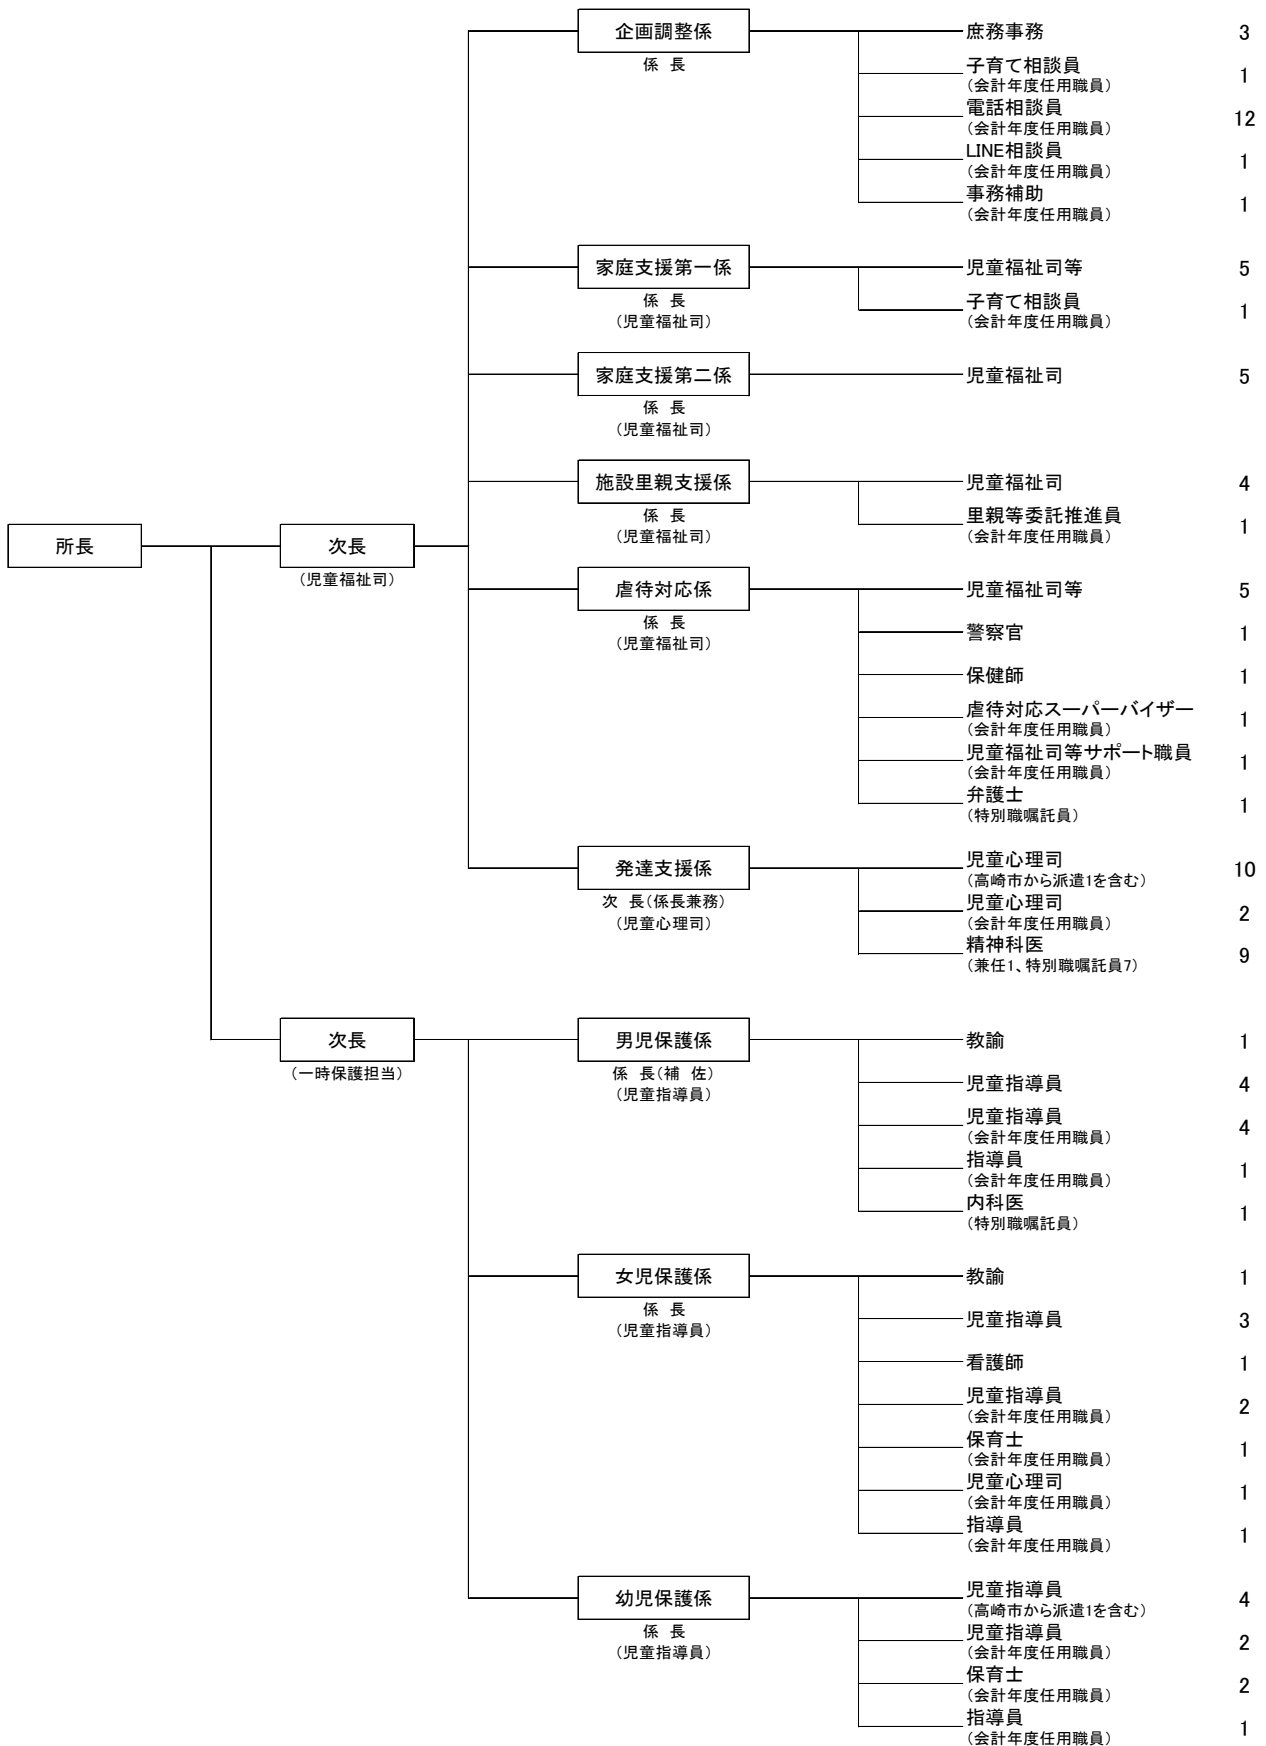 企画調整係
係 長
庶務事務 3
子育て相談員 1
(会計年度任用職員)
電話相談員 12
(会計年度任用職員)
LINE相談員 1
(会計年度任用職員)
事務補助 1
(会計年度任用職員)
家庭支援第一係
係 長
(児童福祉司)
児童福祉司等 5
子育て相談員 1
(会計年度任用職員)
家庭支援第二係
係 長
(児童福祉司)
児童福祉司 5
施設里親支援係
係 長
(児童福祉司)
児童福祉司 4
里親等委託推進員 1
(会計年度任用職員)
所長
次長
(児童福祉司)
虐待対応係
係 長
(児童福祉司)
児童福祉司等 5
警察官 1
保健師 1
虐待対応スーパーバイザー 1
(会計年度任用職員)
児童福祉司等サポート職員 1
(会計年度任用職員)
弁護士 1
(特別職嘱託員)
発達支援係
次 長(係長兼務)
(児童心理司)
児童心理司 10
(高崎市から派遣1を含む)
児童心理司 2
(会計年度任用職員)
精神科医 9
(兼任1、特別職嘱託員7)
次長
(一時保護担当)
男児保護係
係 長(補 佐)
(児童指導員)
教諭 1
児童指導員 4
児童指導員 4
(会計年度任用職員)
指導員 1
(会計年度任用職員)
内科医 1
(特別職嘱託員)
女児保護係
係 長
(児童指導員)
教諭 1
児童指導員 3
看護師 1
児童指導員 2
(会計年度任用職員)
保育士 1
(会計年度任用職員)
児童心理司 1
(会計年度任用職員)
指導員 1
(会計年度任用職員)
幼児保護係
係 長
(児童指導員)
児童指導員 4
(高崎市から派遣1を含む)
児童指導員 2
(会計年度任用職員)
保育士 2
(会計年度任用職員)
指導員 1
(会計年度任用職員)